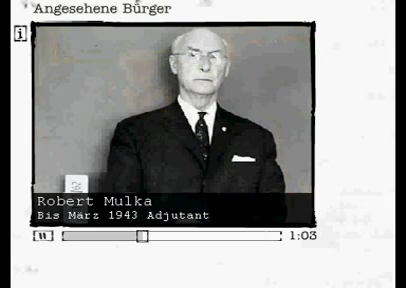 Angesehene Bürger
i
Robert Mulka
Bis März 1943 Adjutant
1:03